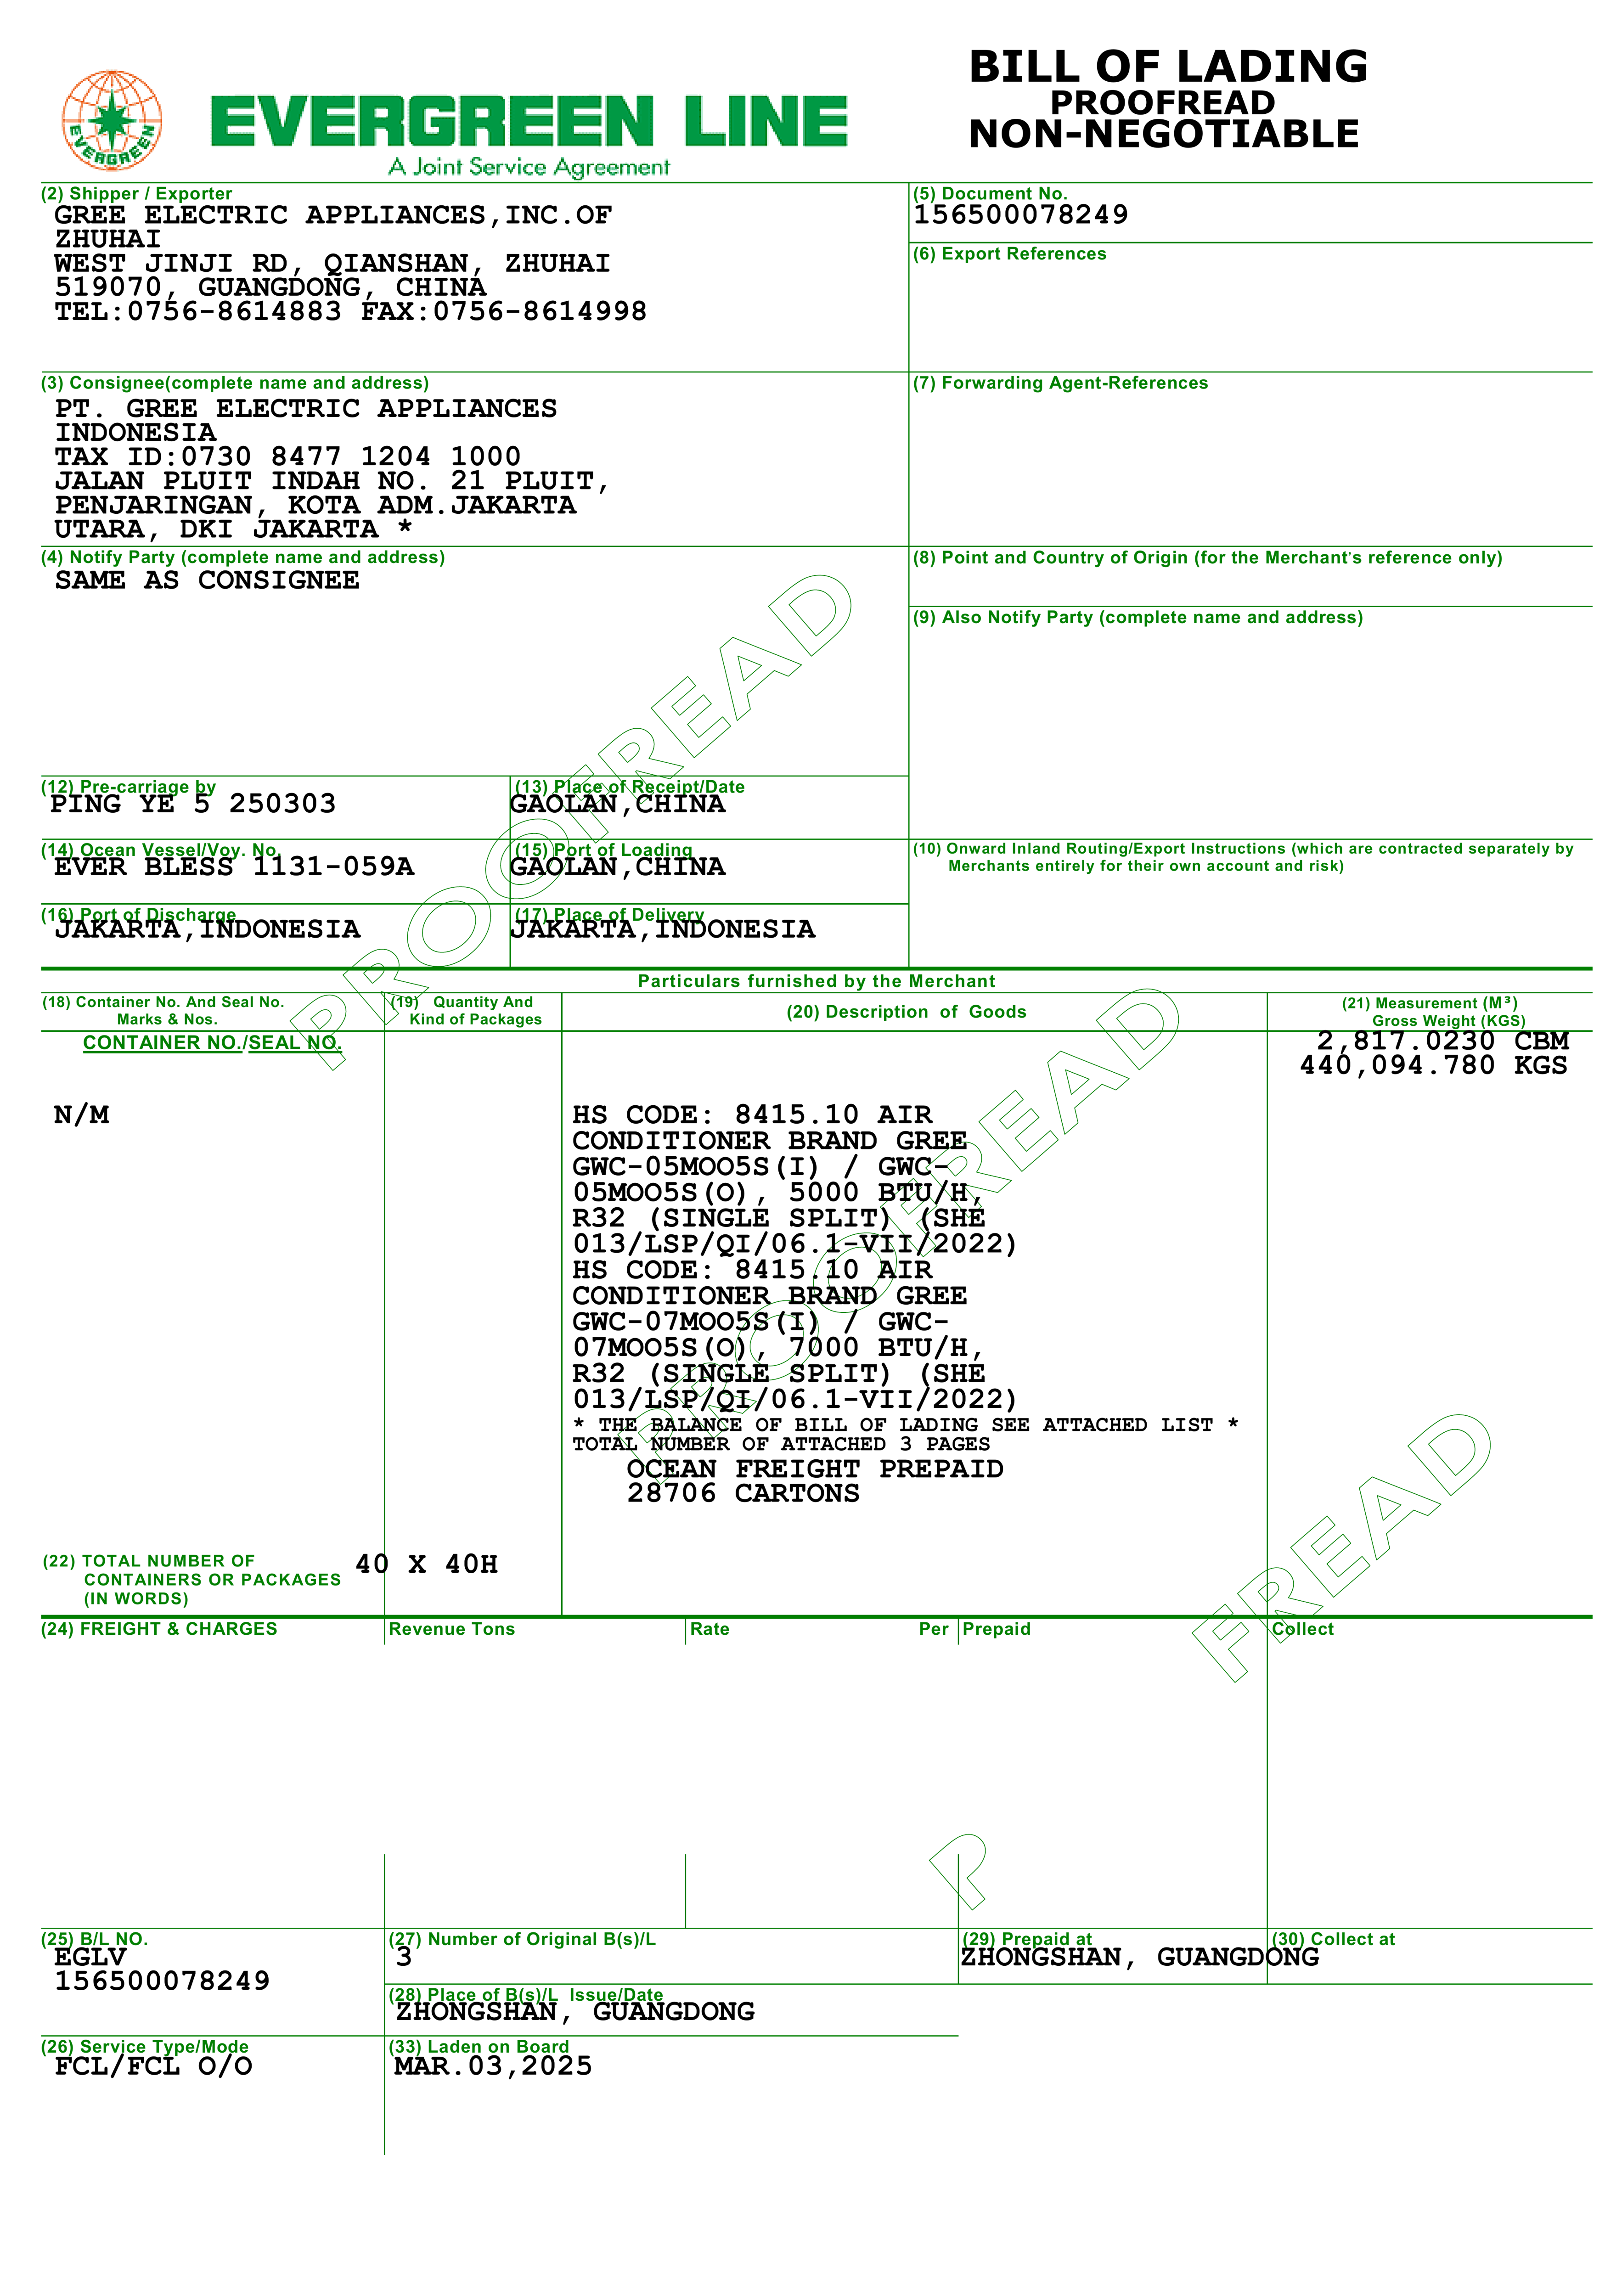 EVERGREEN
EVERGREEN LINE
A Joint Service Agreement
BILL OF LADING
PROOFREAD
NON-NEGOTIABLE
(2) Shipper / Exporter
GREE ELECTRIC APPLIANCES,INC.OF
ZHUHAI
WEST JINJI RD, QIANSHAN, ZHUHAI
519070, GUANGDONG, CHINA
TEL:0756-8614883 FAX:0756-8614998
(5) Document No.
156500078249
(6) Export References
(3) Consignee(complete name and address)
PT. GREE ELECTRIC APPLIANCES
INDONESIA
TAX ID:0730 8477 1204 1000
JALAN PLUIT INDAH NO. 21 PLUIT,
PENJARINGAN, KOTA ADM.JAKARTA
UTARA, DKI JAKARTA *
(7) Forwarding Agent-References
(4) Notify Party (complete name and address)
SAME AS CONSIGNEE
(8) Point and Country of Origin (for the Merchant's reference only)
(9) Also Notify Party (complete name and address)
(12) Pre-carriage by
PING YE 5 250303
(13) Place of Receipt/Date
GAOLAN,CHINA
(14) Ocean Vessel/Voy. No.
EVER BLESS 1131-059A
(15) Port of Loading
GAOLAN,CHINA
(10) Onward Inland Routing/Export Instructions (which are contracted separately by
Merchants entirely for their own account and risk)
(16) Port of Discharge
JAKARTA,INDONESIA
(17) Place of Delivery
JAKARTA,INDONESIA
PROOFREAD
Particulars furnished by the Merchant
(18) Container No. And Seal No.
Marks & Nos.
(19) Quantity And
Kind of Packages
(20) Description of Goods
(21) Measurement (M³)
Gross Weight (KGS)
CONTAINER NO./SEAL NO.
2,817.0230 CBM
440,094.780 KGS
N/M
HS CODE: 8415.10 AIR
CONDITIONER BRAND GREE
GWC-05MOO5S(I) / GWC-
05MOO5S(O), 5000 BTU/H,
R32 (SINGLE SPLIT) (SHE
013/LSP/QI/06.1-VII/2022)
HS CODE: 8415.10 AIR
CONDITIONER BRAND GREE
GWC-07MOO5S(I) / GWC-
07MOO5S(O), 7000 BTU/H,
R32 (SINGLE SPLIT) (SHE
013/LSP/QI/06.1-VII/2022)
* THE BALANCE OF BILL OF LADING SEE ATTACHED LIST *
TOTAL NUMBER OF ATTACHED 3 PAGES
OCEAN FREIGHT PREPAID
28706 CARTONS
PROOFREAD
(22) TOTAL NUMBER OF
CONTAINERS OR PACKAGES
(IN WORDS)
40 X 40H
(24) FREIGHT & CHARGES
Revenue Tons
Rate
Per
Prepaid
Collect
P FREAD
(25) B/L NO.
EGLV
156500078249
(27) Number of Original B(s)/L
3
(29) Prepaid at
ZHONGSHAN, GUANGDONG
(30) Collect at
(28) Place of B(s)/L Issue/Date
ZHONGSHAN, GUANGDONG
(26) Service Type/Mode
FCL/FCL O/O
(33) Laden on Board
MAR.03,2025